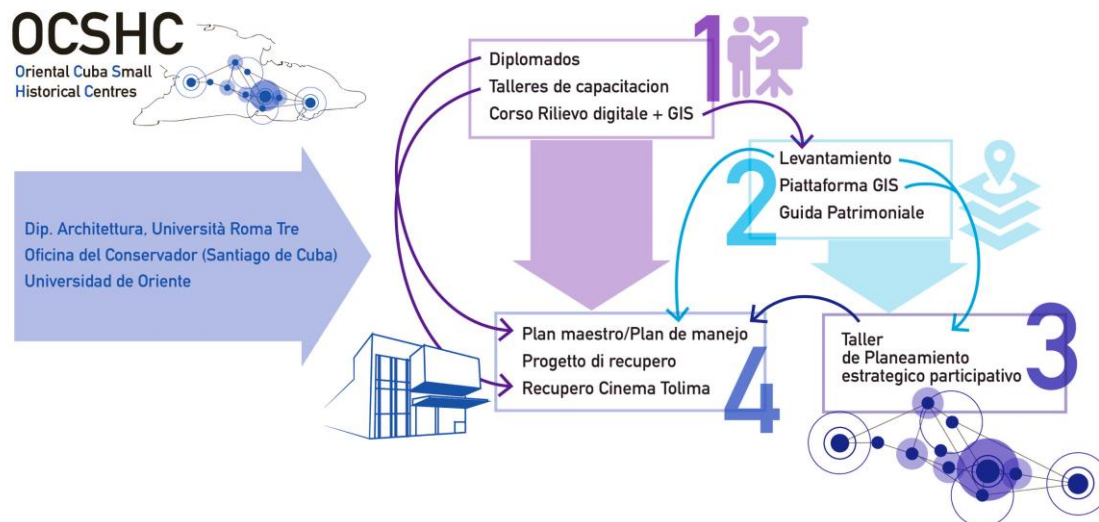 OCSHC
Oriental Cuba Small
Historical Centres
Dip. Architettura, Università Roma Tre
Oficina del Conservador (Santiago de Cuba)
Universidad de Oriente
1
Diplomados
Talleres de capacitacion
Corso Rilievo digitale + GIS
2
Levantamiento
Piattaforma GIS
Guida Patrimoniale
3
Taller
de Planeamiento
estrategico participativo
4
Plan maestro/Plan de manejo
Progetto di recupero
Recupero Cinema Tolima